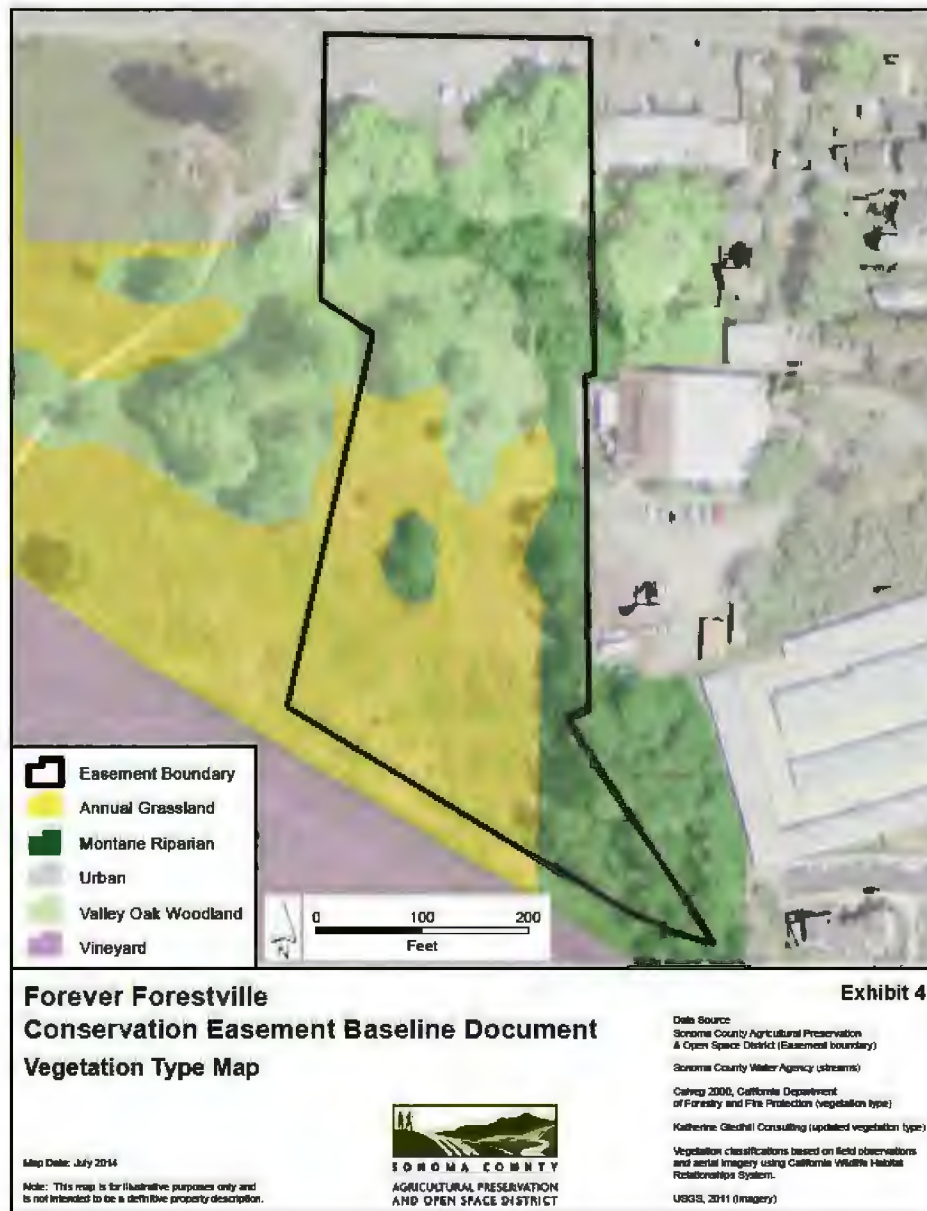 Easement Boundary
Annual Grassland
Montane Riparian
Urban
Valley Oak Woodland
Vineyard
0 100 200
Feet
Forever Forestville
Conservation Easement Baseline Document
Vegetation Type Map
Map Date: July 2014
Note: This map is for illustrative purposes only and
is not intended to be a definitive property description.
SONOMA COUNTY
AGRICULTURAL PRESERVATION
AND OPEN SPACE DISTRICT
Exhibit 4
Data Source
Sonoma County Agricultural Preservation
& Open Space District (Easement boundary)
Sonoma County Water Agency (streams)
Calveg 2000, California Department
of Forestry and Fire Protection (vegetation type)
Katherine Gledhill Consulting (updated vegetation type)
Vegetation classifications based on field observations
and aerial imagery using California Wildlife Habitat
Relationships System.
USGS, 2011 (imagery)